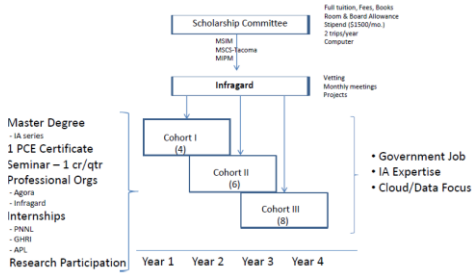 Full tuition, Fees, Books
Room & Board Allowance
Stipend ($1500/mo.)
2 trips/year
Computer
Scholarship Committee
MSIM
MSCS-Tacoma
MIPM
Infragard
Vetting
Monthly meetings
Projects
Master Degree
- IA series
1 PCE Certificate
Seminar – 1 cr/qtr
Professional Orgs
- Agora
- Infragard
Internships
- PNNL
- GHRI
- APL
Research Participation
Cohort I
(4)
Cohort II
(6)
Cohort III
(8)
• Government Job
• IA Expertise
• Cloud/Data Focus
Year 1 Year 2 Year 3 Year 4